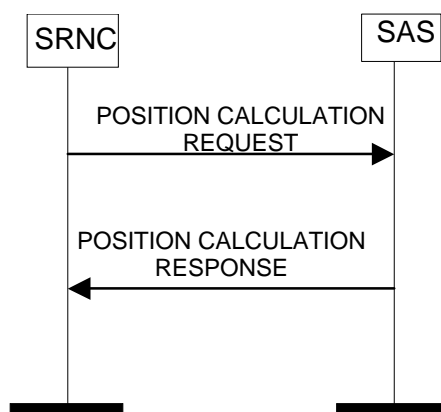 SRNC
SAS
POSITION CALCULATION
REQUEST
POSITION CALCULATION
RESPONSE